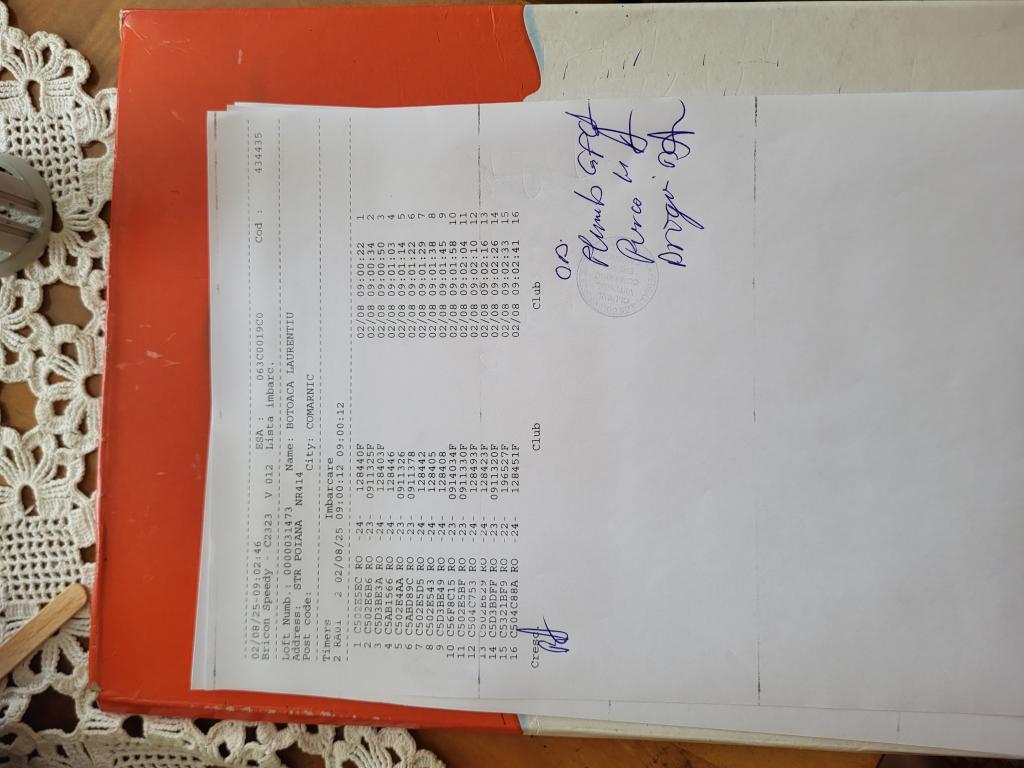 02/08/25-09:02:46
Bricon Speedy - C2323 V 012 ESA : 063C0019C0 Cod : 434435
Lista imbarc.
Loft Numb.: 0000031473 Name: BOTOACA LAURENTIU
Address: STR POIANA NR414
Post code: City: COMARNIC
Timers Imbarcare
2 RA01 2 02/08/25 09:00:12 09:00:12
1 C502E5EC RO -24- 128440F 02/08 09:00:22 1
2 C502E6B6 RO -23- 0911325F 02/08 09:00:34 2
3 C5D3BE3A RO -24- 128403F 02/08 09:00:50 3
4 C5AB1566 RO -24- 128446 02/08 09:01:03 4
5 C502E4AA RO -23- 0911326 02/08 09:01:14 5
6 C5ABD89C RO -23- 0911378 02/08 09:01:22 6
7 C502E5D5 RO -24- 128442 02/08 09:01:29 7
8 C502E543 RO -24- 128405 02/08 09:01:38 8
9 C5D3BE49 RO -24- 128408 02/08 09:01:45 9
10 C56F8C15 RO -23- 0914034F 02/08 09:01:58 10
11 C502E5BF RO -23- 0911330F 02/08 09:02:04 11
12 C504C753 RO -24- 128493F 02/08 09:02:10 12
13 C502E629 RO -24- 128423F 02/08 09:02:16 13
14 C5D3BDFF RO -23- 0911320F 02/08 09:02:26 14
15 C5321BF9 RO -22- 196527F 02/08 09:02:33 15
16 C504C88A RO -24- 128451F 02/08 09:02:41 16
Cresc. Club Club